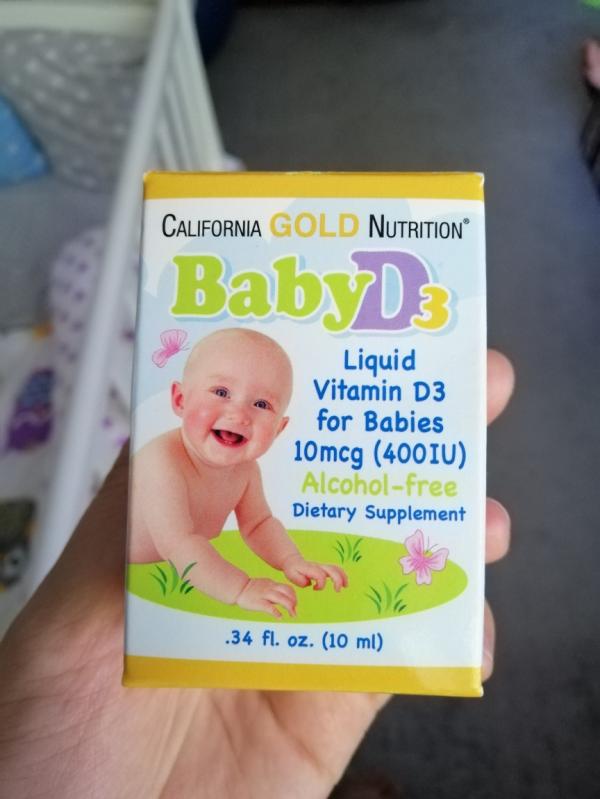 CALIFORNIA GOLD NUTRITION®
BabyD3
Liquid
Vitamin D3
for Babies
10mcg (400IU)
Alcohol-free
Dietary Supplement
.34 fl. oz. (10 ml)